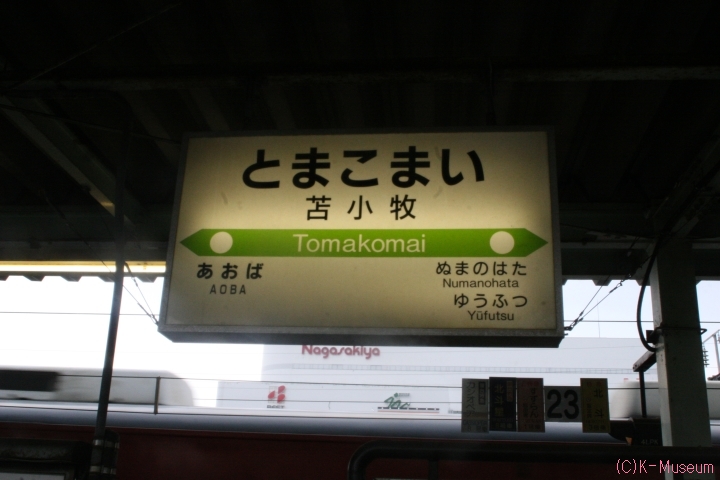 とまこまい
苫小牧
Tomakomai
あおば
AOBA
ぬまのはた
Numanohata
ゆうふつ
Yūfutsu
Nagasakiya
23
(C)K-Museum